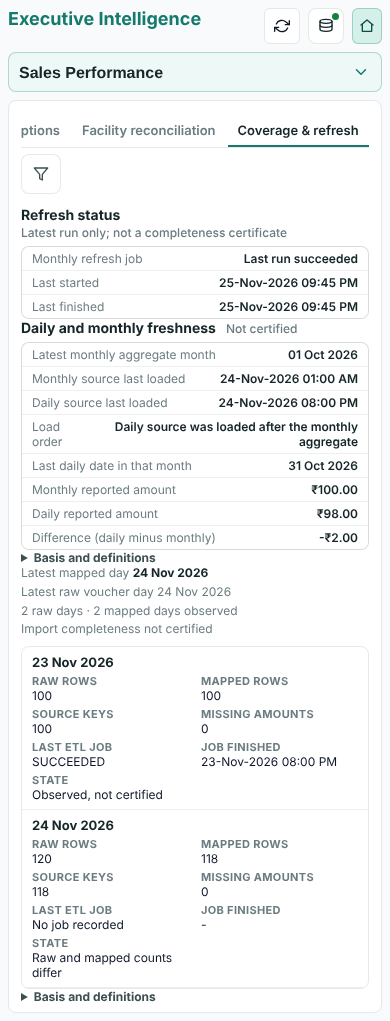 Executive Intelligence
Sales Performance
ptions Facility reconciliation Coverage & refresh
Refresh status
Latest run only; not a completeness certificate
Monthly refresh job Last run succeeded
Last started 25-Nov-2026 09:45 PM
Last finished 25-Nov-2026 09:45 PM
Daily and monthly freshness Not certified
Latest monthly aggregate month 01 Oct 2026
Monthly source last loaded 24-Nov-2026 01:00 AM
Daily source last loaded 24-Nov-2026 08:00 PM
Load order Daily source was loaded after the monthly aggregate
Last daily date in that month 31 Oct 2026
Monthly reported amount ₹100.00
Daily reported amount ₹98.00
Difference (daily minus monthly) -₹2.00
Basis and definitions
Latest mapped day 24 Nov 2026
Latest raw voucher day 24 Nov 2026
2 raw days · 2 mapped days observed
Import completeness not certified
23 Nov 2026
RAW ROWS MAPPED ROWS
100 100
SOURCE KEYS MISSING AMOUNTS
100 0
LAST ETL JOB JOB FINISHED
SUCCEEDED 23-Nov-2026 08:00 PM
STATE
Observed, not certified
24 Nov 2026
RAW ROWS MAPPED ROWS
120 118
SOURCE KEYS MISSING AMOUNTS
118 0
LAST ETL JOB JOB FINISHED
No job recorded -
STATE
Raw and mapped counts
differ
Basis and definitions